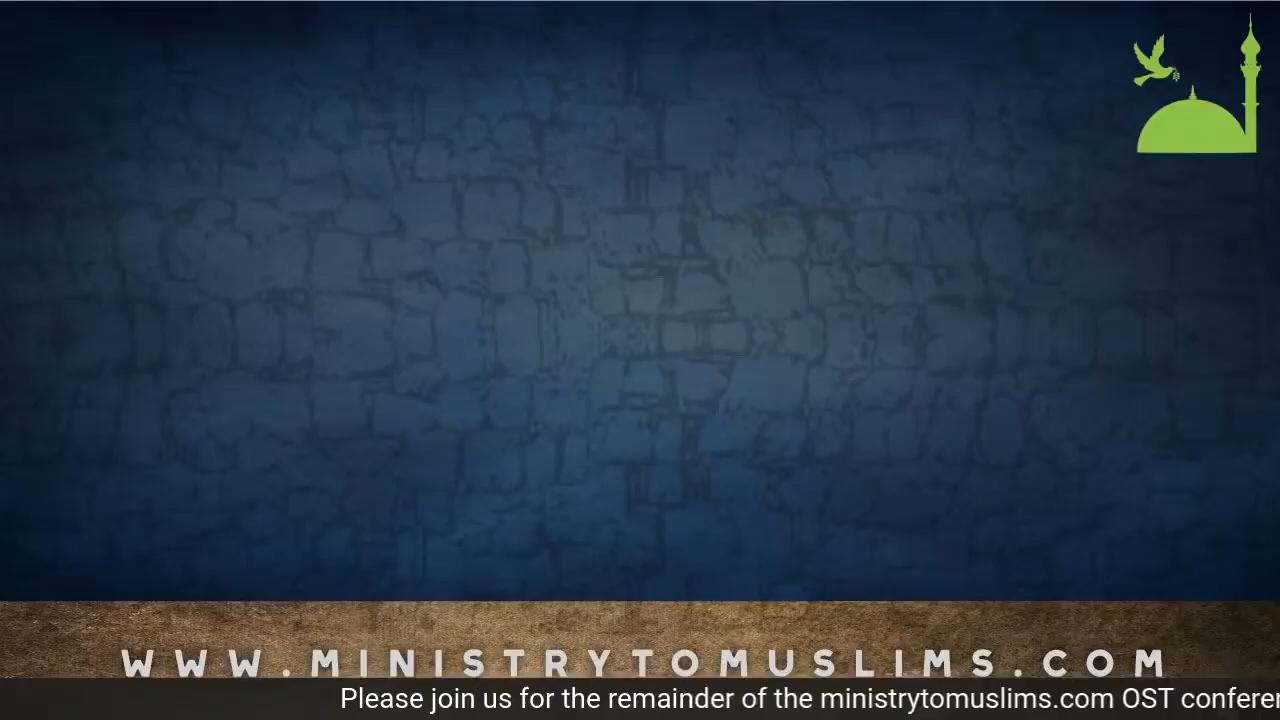 WWW.MINISTRYTOMUSLIMS.COM
Please join us for the remainder of the ministrytomuslims.com OST